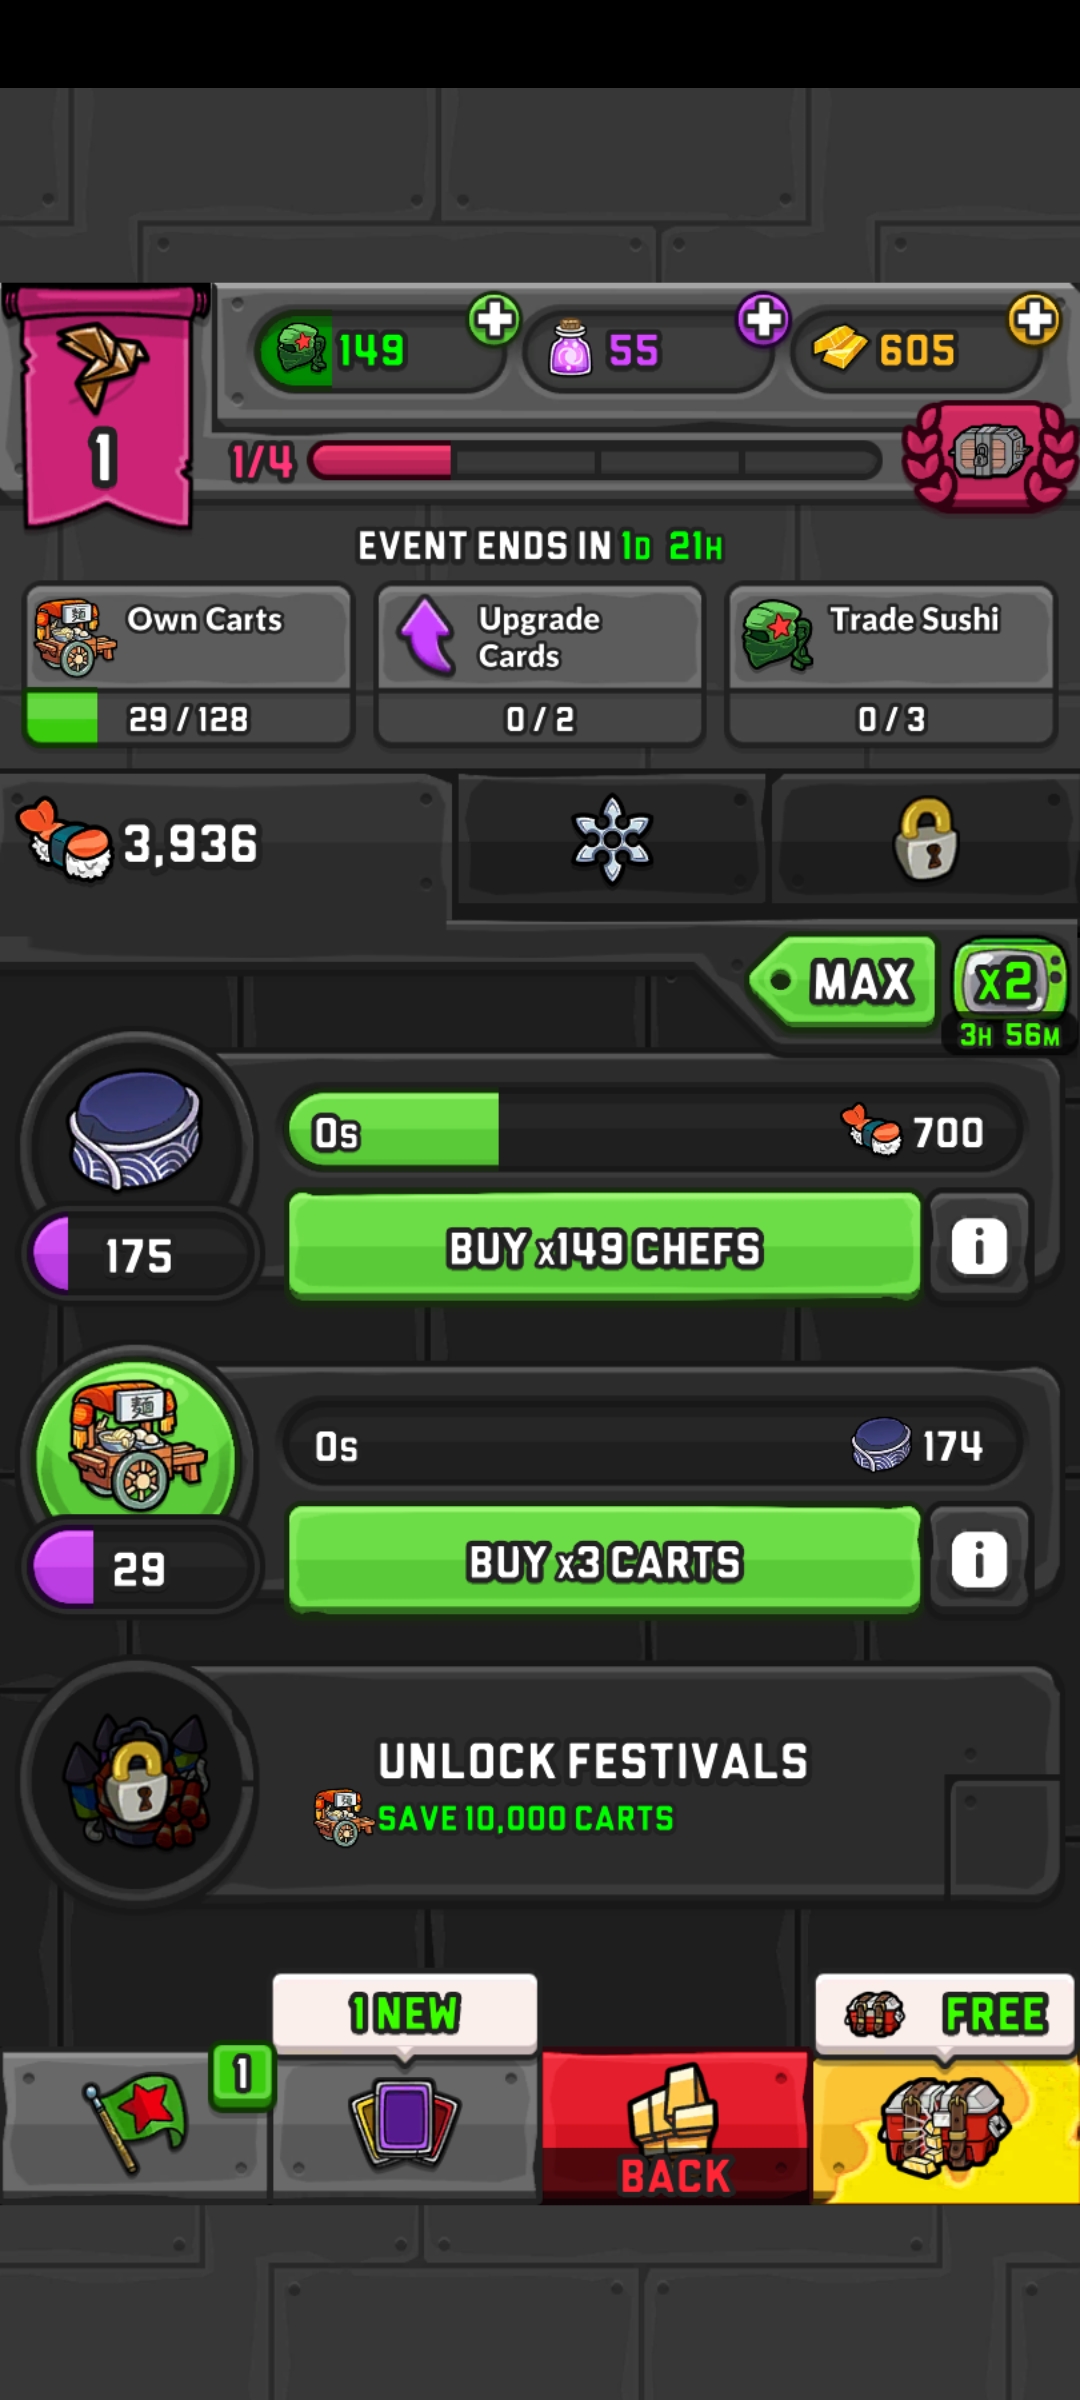 149
55
605
1
1/4
EVENT ENDS IN 1D 21H
Own Carts
29 / 128
Upgrade
Cards
0 / 2
Trade Sushi
0 / 3
3,936
MAX
x2
3H 56M
0s
700
175
BUY x149 CHEFS
i
麺
0s
174
29
BUY x3 CARTS
i
UNLOCK FESTIVALS
SAVE 10,000 CARTS
1 NEW
FREE
1
BACK